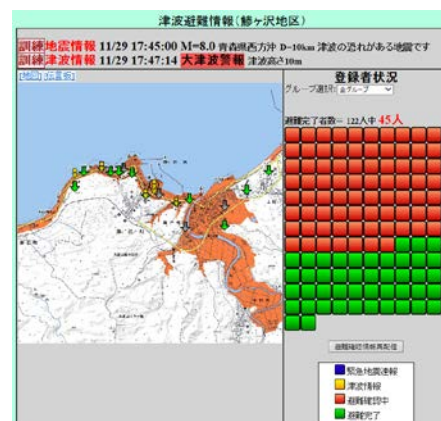 津波避難情報(鯵ヶ沢地区)
訓練地震情報 11/29 17:45:00 M=8.0 青森県西方沖 D=10km 津波の恐れがある地震です
訓練津波情報 11/29 17:47:14 大津波警報 津波高さ10m
[地図] [伝言板]
登録者状況
グループ選択: 全グループ
避難完了者数= 122人中 45人
避難確認情報再配信
緊急地震速報
津波情報
避難確認中
避難完了